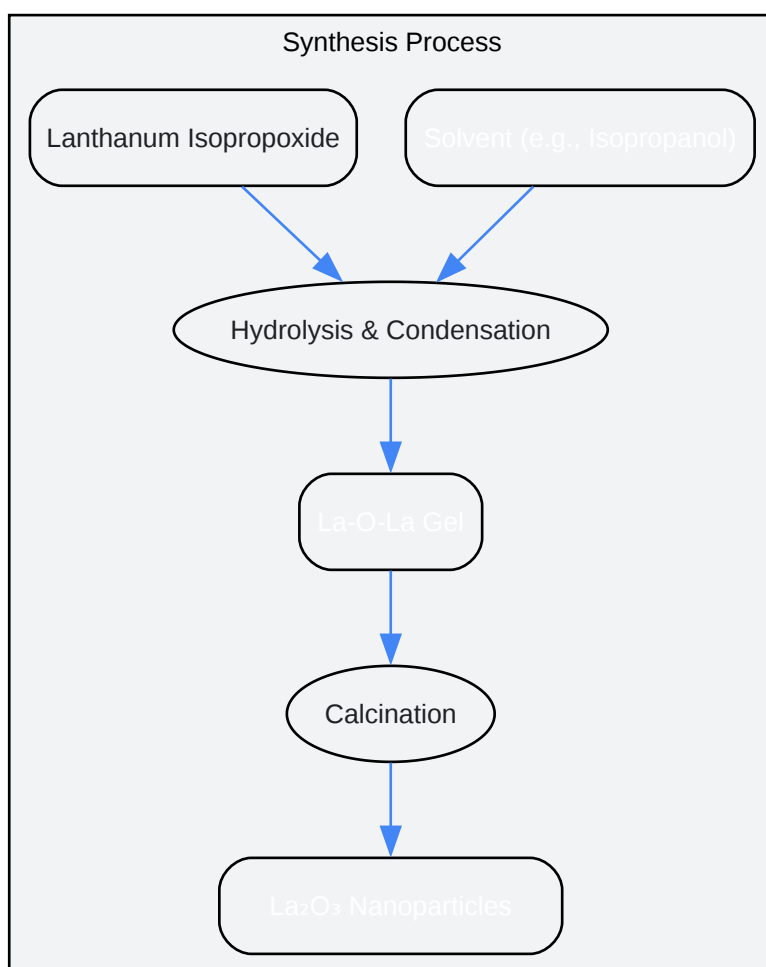 Synthesis Process
Lanthanum Isopropoxide
Solvent (e.g., Isopropanol)
Hydrolysis & Condensation
La-O-La Gel
Calcination
La₂O₃ Nanoparticles